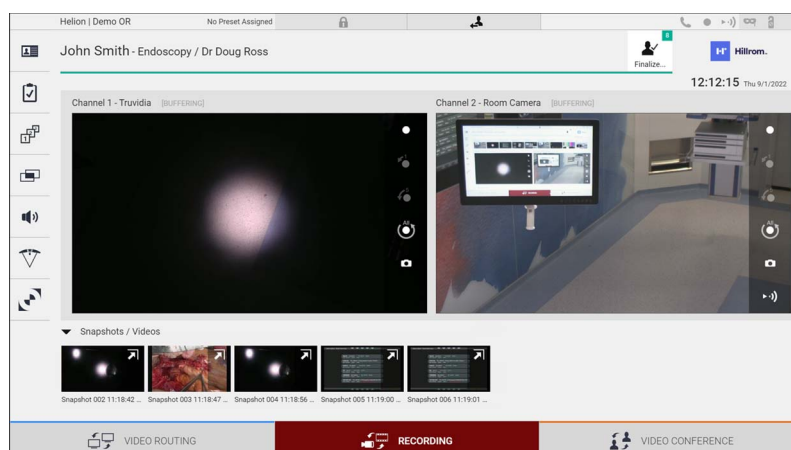 Helion | Demo OR
No Preset Assigned
John Smith - Endoscopy / Dr Doug Ross
8
Finalize...
Hillrom.
12:12:15 Thu 9/1/2022
Channel 1 - Truvidia [BUFFERING]
Channel 2 - Room Camera [BUFFERING]
All
All
Snapshots / Videos
Snapshot 002 11:18:42 ...
Snapshot 003 11:18:47 ...
Snapshot 004 11:18:56 ...
Snapshot 005 11:19:00 ...
Snapshot 006 11:19:01 ...
VIDEO ROUTING
RECORDING
VIDEO CONFERENCE